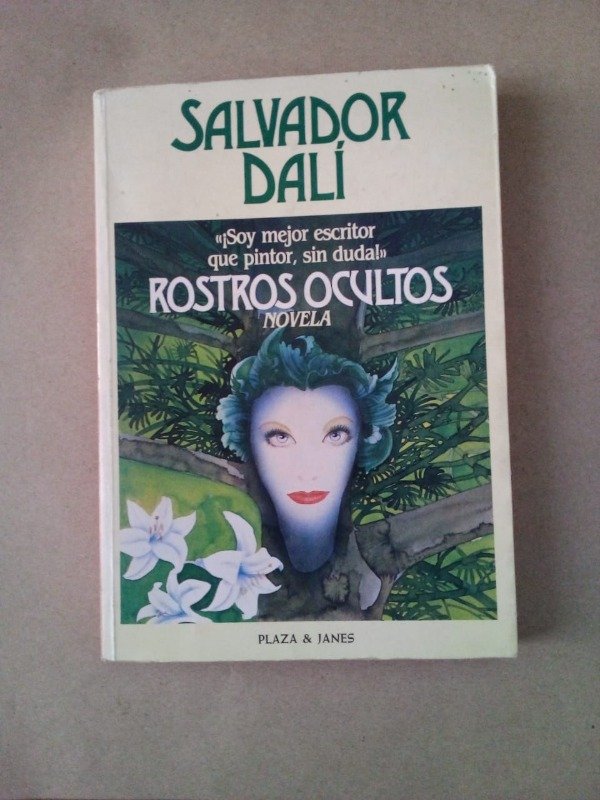 SALVADOR
DALÍ
«¡Soy mejor escritor
que pintor, sin duda!»
ROSTROS OCULTOS
NOVELA
PLAZA & JANES